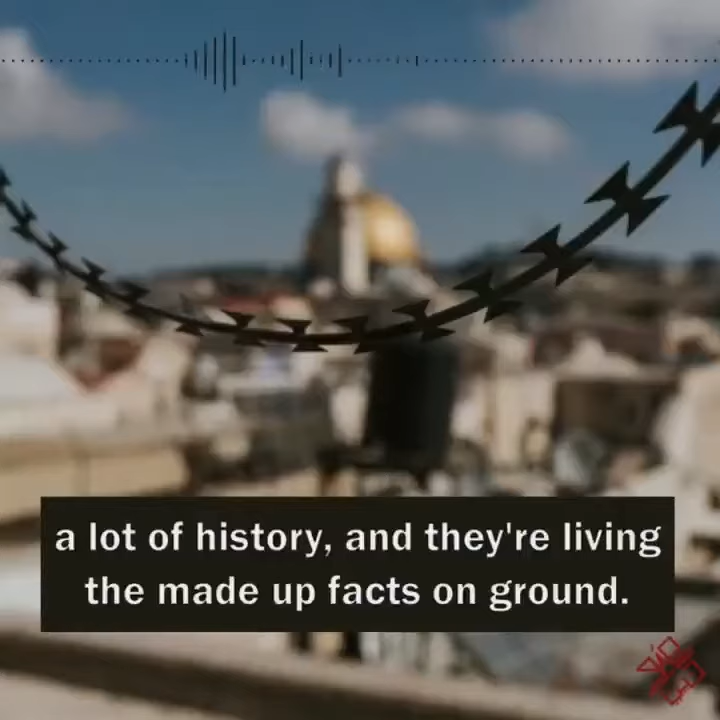 a lot of history, and they're living
the made up facts on ground.